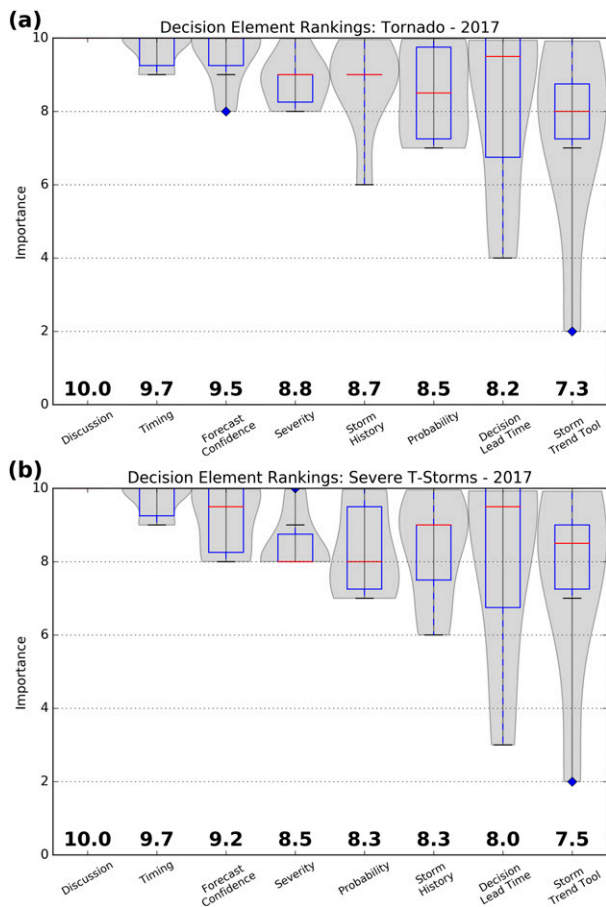 (a)
Decision Element Rankings: Tornado - 2017
10
8
6
4
2
0
Importance
10.0 9.7 9.5 8.8 8.7 8.5 8.2 7.3
Discussion
Timing
Forecast
Confidence
Severity
Storm
History
Probability
Decision
Lead Time
Storm
Trend Tool
(b)
Decision Element Rankings: Severe T-Storms - 2017
10
8
6
4
2
0
Importance
10.0 9.7 9.2 8.5 8.3 8.3 8.0 7.5
Discussion
Timing
Forecast
Confidence
Severity
Probability
Storm
History
Decision
Lead Time
Storm
Trend Tool